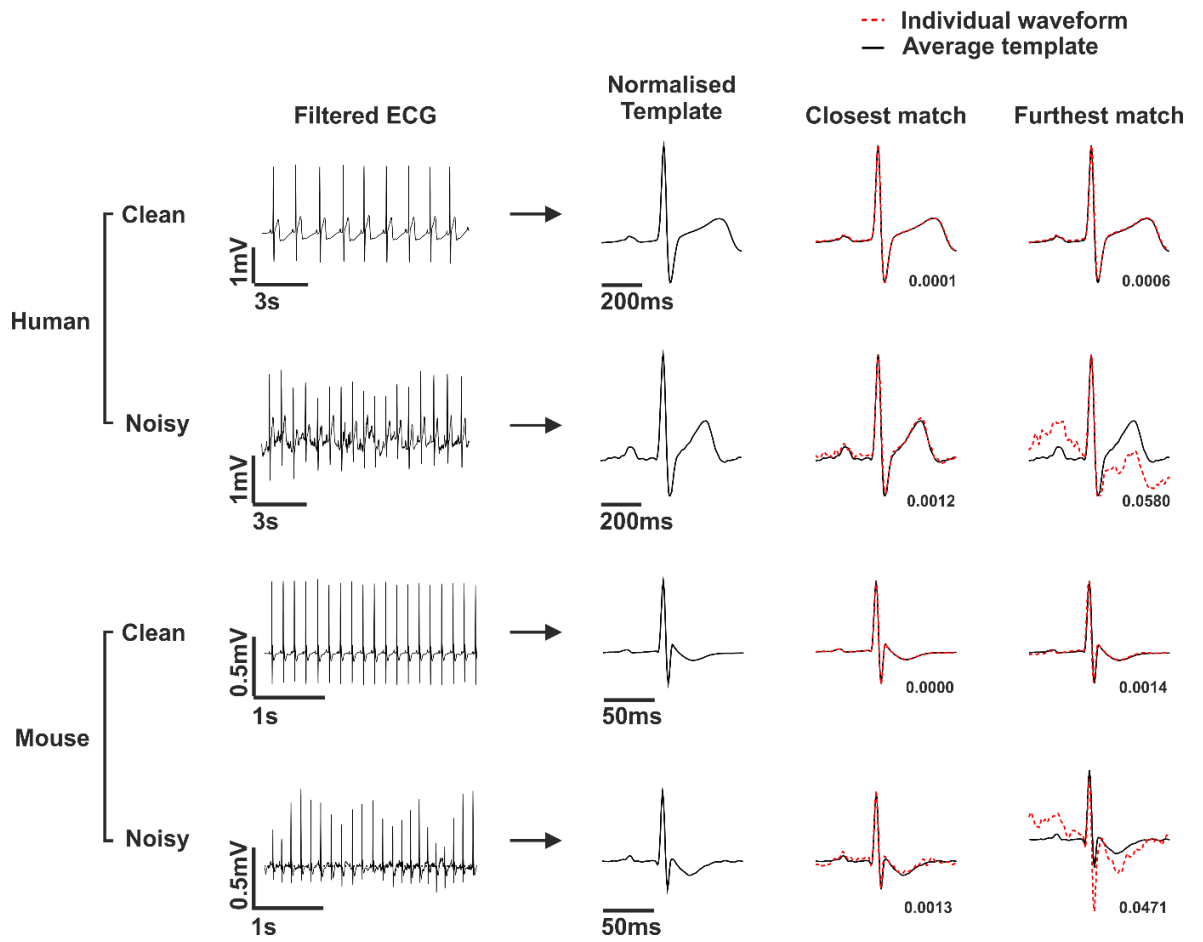 Individual waveform
Average template
Filtered ECG
Normalised
Template
Closest match
Furthest match
Human
Clean
1mV
3s
200ms
0.0001
0.0006
Noisy
1mV
3s
200ms
0.0012
0.0580
Mouse
Clean
0.5mV
1s
50ms
0.0000
0.0014
Noisy
0.5mV
1s
50ms
0.0013
0.0471